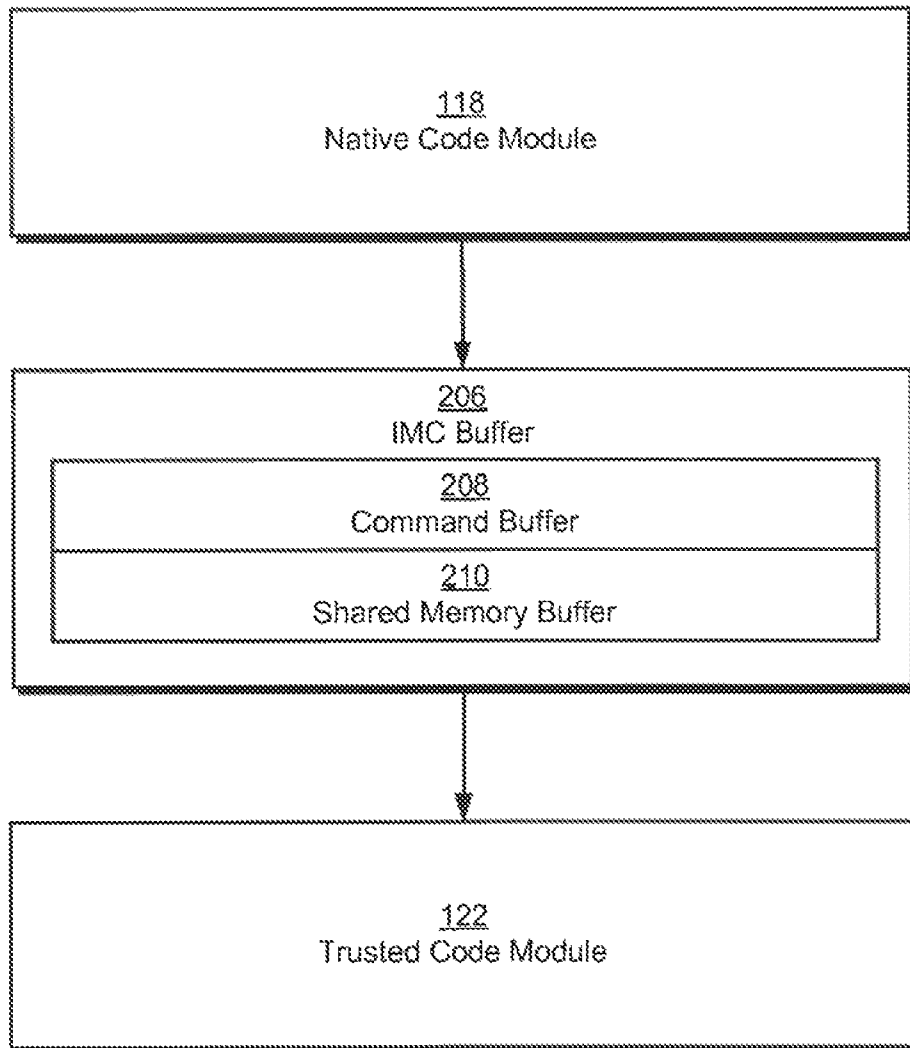 118
Native Code Module
206
IMC Buffer
208
Command Buffer
210
Shared Memory Buffer
122
Trusted Code Module